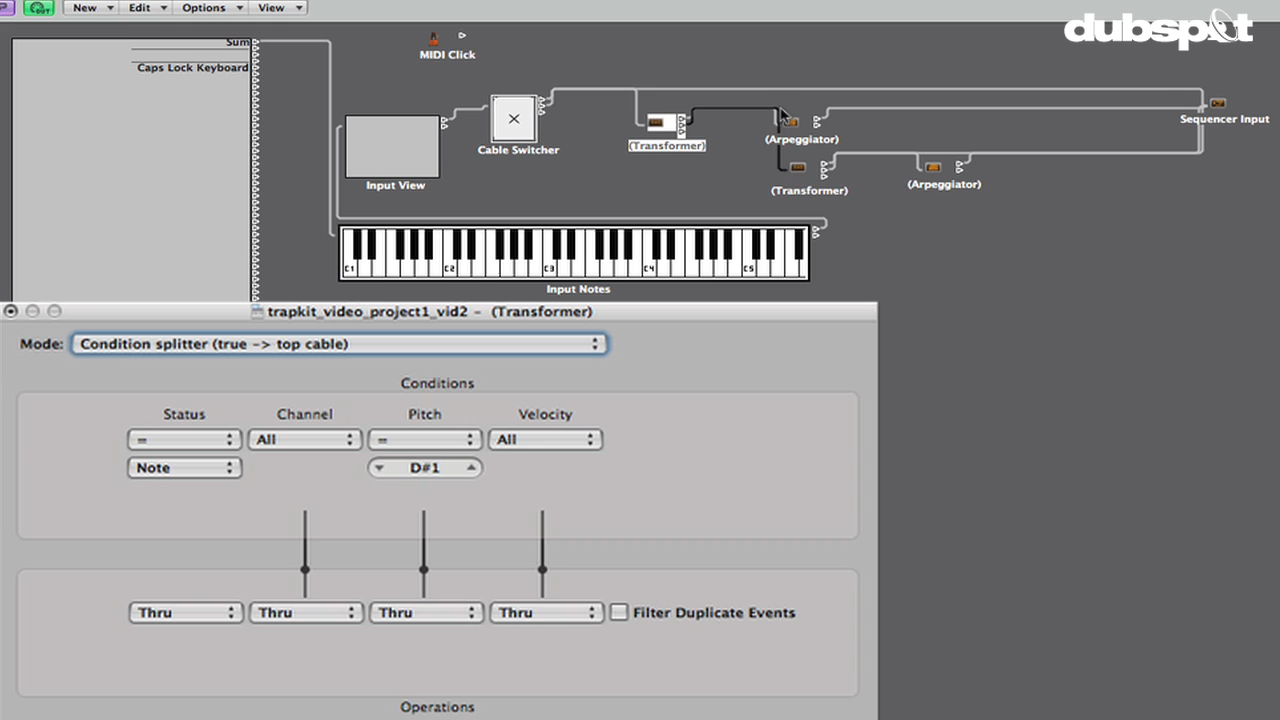 New Edit Options View
dubspot
Sum
Caps Lock Keyboard
MIDI Click
Input View
Cable Switcher
(Transformer)
(Arpeggiator)
Sequencer Input
(Transformer)
(Arpeggiator)
C1 C2 C3 C4 C5
Input Notes
trapkit_video_project1_vid2 - (Transformer)
Mode: Condition splitter (true -> top cable)
Conditions
Status Channel Pitch Velocity
= All = All
Note D#1
Thru Thru Thru Thru Filter Duplicate Events
Operations